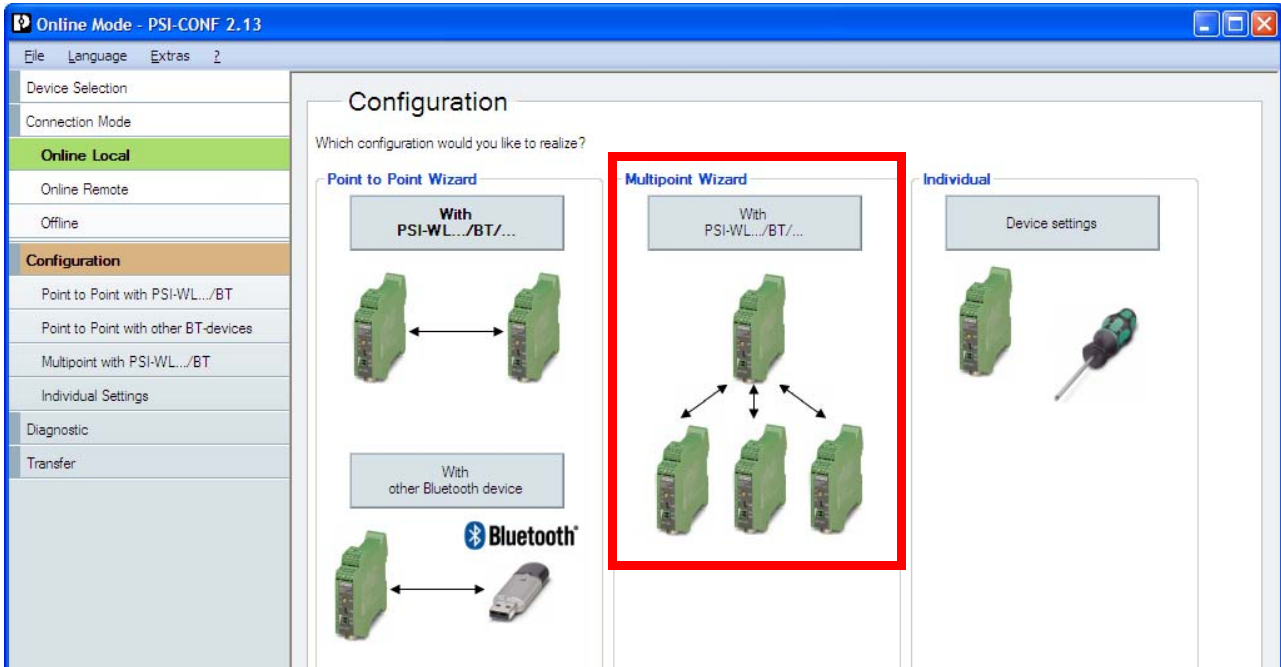 Online Mode - PSI-CONF 2.13
File Language Extras ?
Device Selection
Connection Mode
Online Local
Online Remote
Offline
Configuration
Point to Point with PSI-WL.../BT
Point to Point with other BT-devices
Multipoint with PSI-WL.../BT
Individual Settings
Diagnostic
Transfer
Configuration
Which configuration would you like to realize?
Point to Point Wizard
With
PSI-WL.../BT/...
With
other Bluetooth device
Bluetooth®
Multipoint Wizard
With
PSI-WL.../BT/...
Individual
Device settings